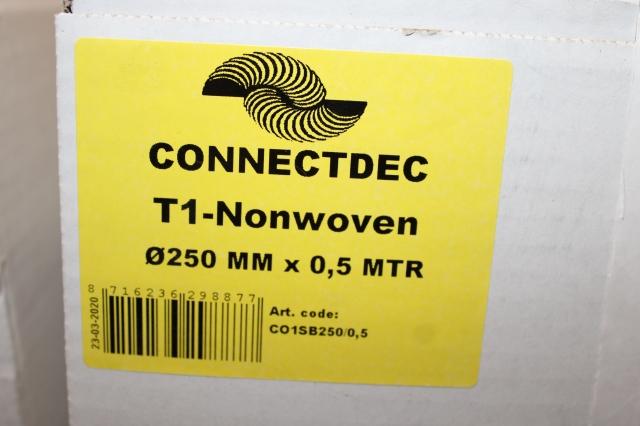 CONNECTDEC
T1-Nonwoven
Ø250 MM x 0,5 MTR
8 716236 298877
23-03-2020
Art. code:
CO1SB250/0,5